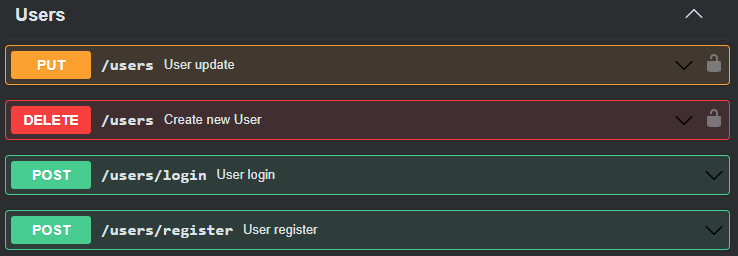 Users
PUT /users User update
DELETE /users Create new User
POST /users/login User login
POST /users/register User register